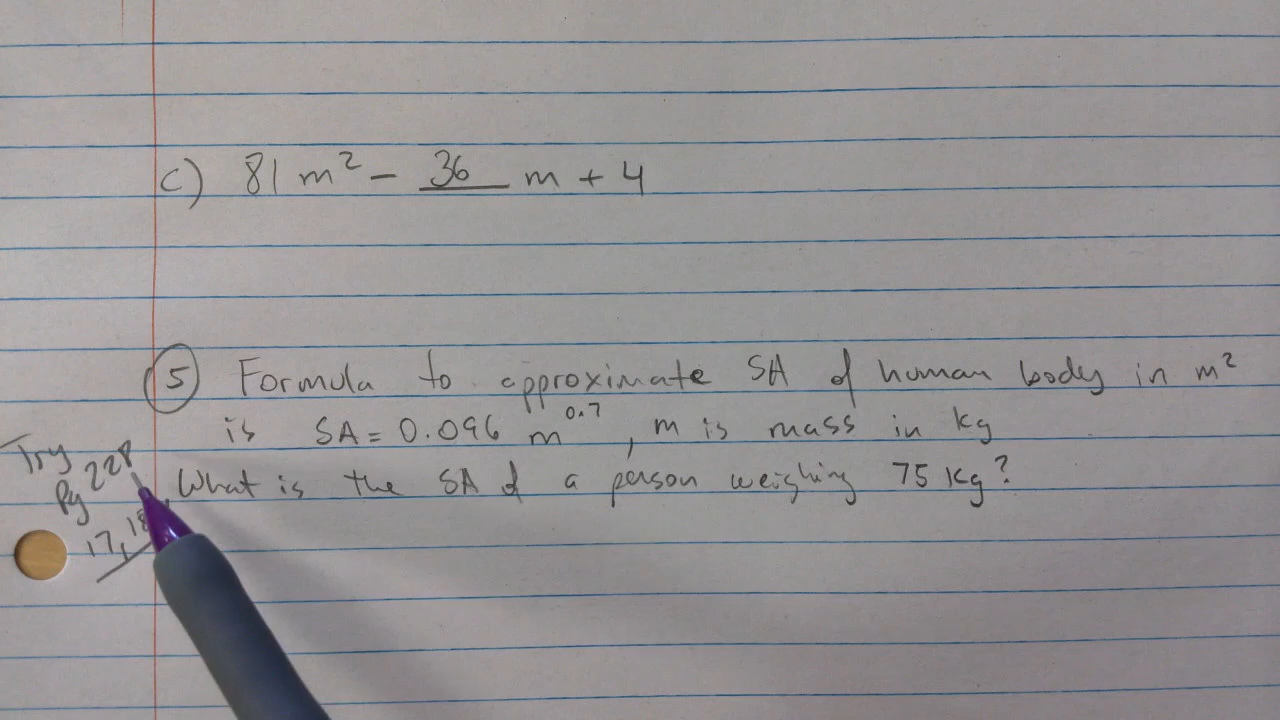 c) 81 m² - 36 m + 4
5 Formula to approximate SA of human body in m²
is SA = 0.096 m^0.7, m is mass in kg
What is the SA of a person weighing 75 kg?
Try
Pg 228
17, 18